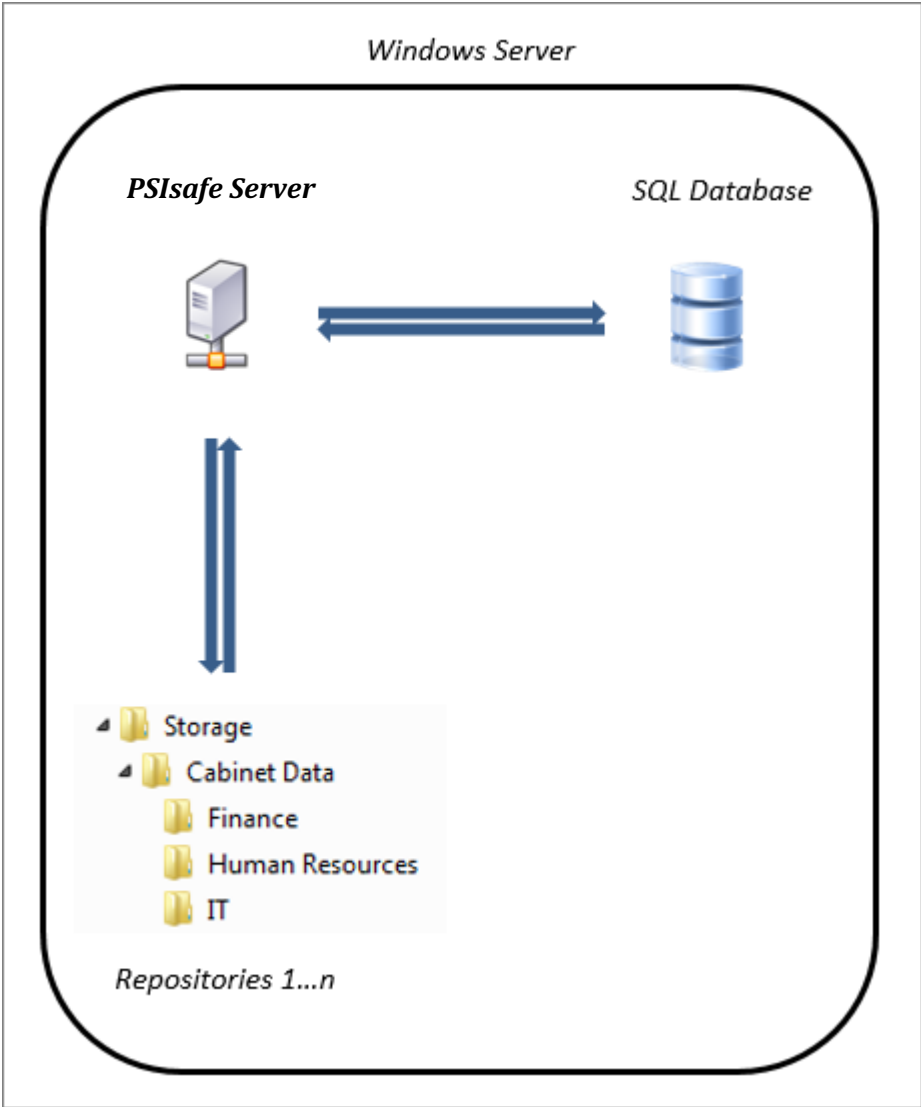 Windows Server
PSIsafe Server
SQL Database
Storage
Cabinet Data
Finance
Human Resources
IT
Repositories 1...n